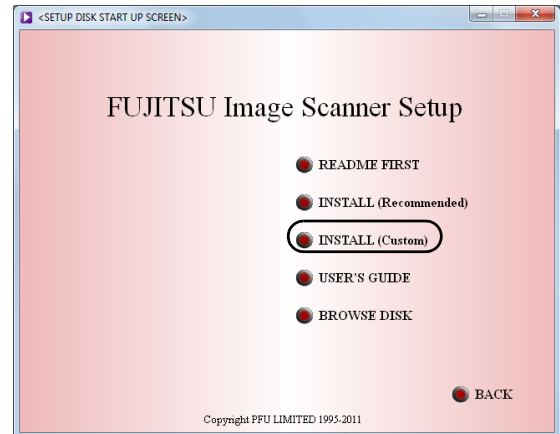 <SETUP DISK START UP SCREEN>
FUJITSU Image Scanner Setup
README FIRST
INSTALL (Recommended)
INSTALL (Custom)
USER'S GUIDE
BROWSE DISK
BACK
Copyright PFU LIMITED 1995-2011